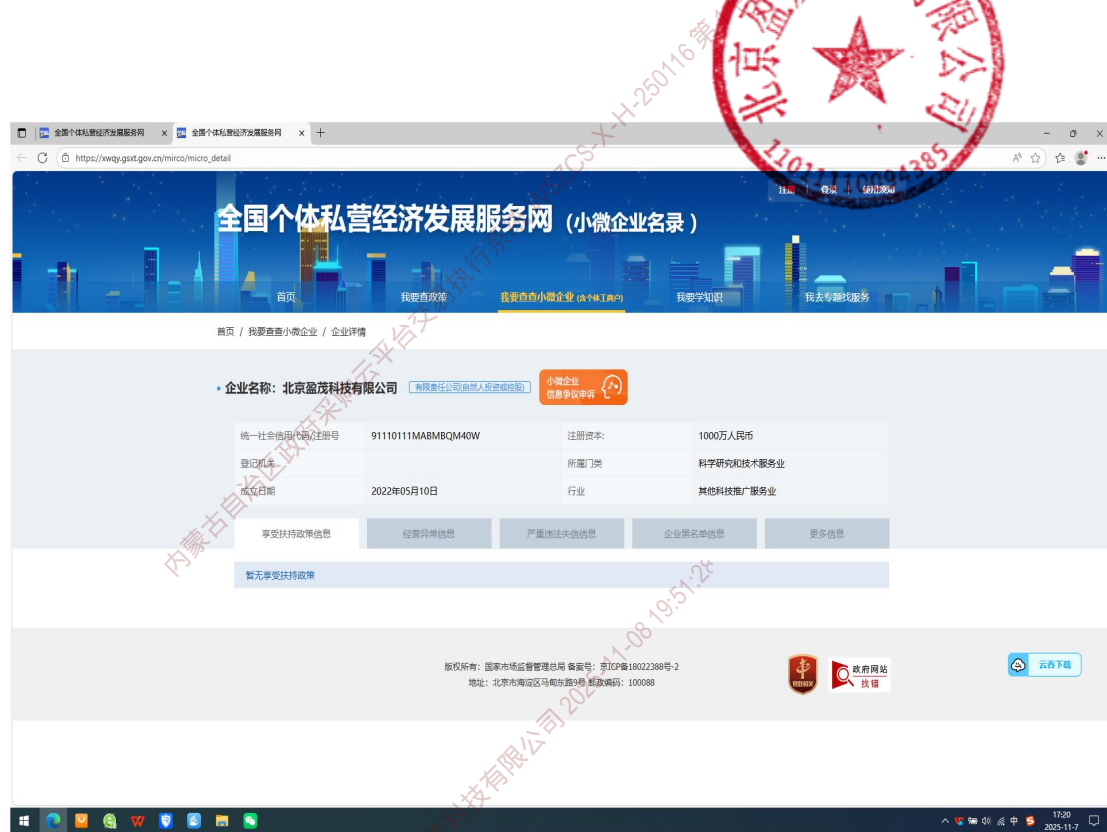 全国个体私营经济发展服务网
全国个体私营经济发展服务网
https://xwqy.gsxt.gov.cn/mirco/micro_detail
注册 | 登录 | 使用须知
全国个体私营经济发展服务网（小微企业名录）
首页 我要查政策 我要查查小微企业（含个体工商户） 我要学知识 我去专题找服务
首页 / 我要查查小微企业 / 企业详情
企业名称：北京盈茂科技有限公司 有限责任公司(自然人投资或控股)
小微企业
信息争议申诉
统一社会信用代码/注册号 91110111MABMBQM40W 注册资本: 1000万人民币
登记机关 所属门类 科学研究和技术服务业
成立日期 2022年05月10日 行业 其他科技推广服务业
享受扶持政策信息 经营异常信息 严重违法失信信息 企业黑名单信息 更多信息
暂无享受扶持政策
版权所有：国家市场监督管理总局 备案号：京ICP备18022388号-2
地址：北京市海淀区马甸东路9号 邮政编码：100088
政府网站
找错
云吞下载
17:20
2025-11-7
中
内蒙古自治区政府采购云平台
科技有限公司 2025-11-08 19:51:28
11011110094385